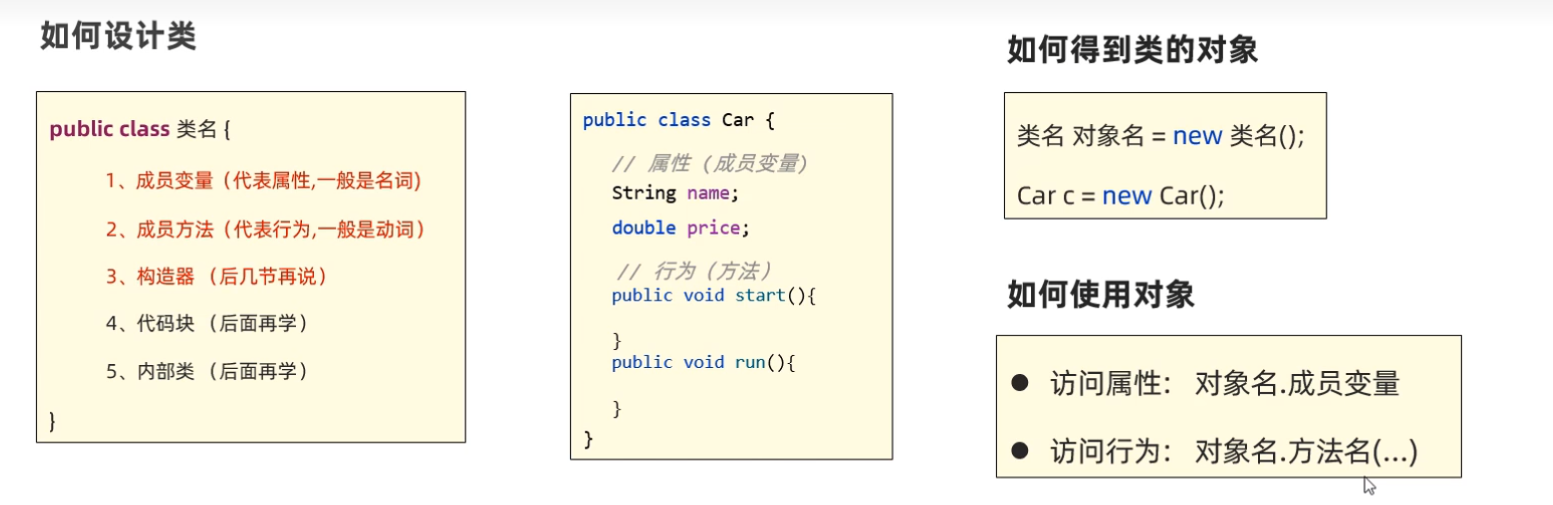 如何设计类
public class 类名 {
1、成员变量（代表属性,一般是名词)
2、成员方法（代表行为,一般是动词）
3、构造器 （后几节再说）
4、代码块 （后面再学）
5、内部类 （后面再学）
}
public class Car {
// 属性（成员变量）
String name;
double price;
// 行为（方法）
public void start(){
}
public void run(){
}
}
如何得到类的对象
类名 对象名 = new 类名();
Car c = new Car();
如何使用对象
● 访问属性： 对象名.成员变量
● 访问行为： 对象名.方法名(...)